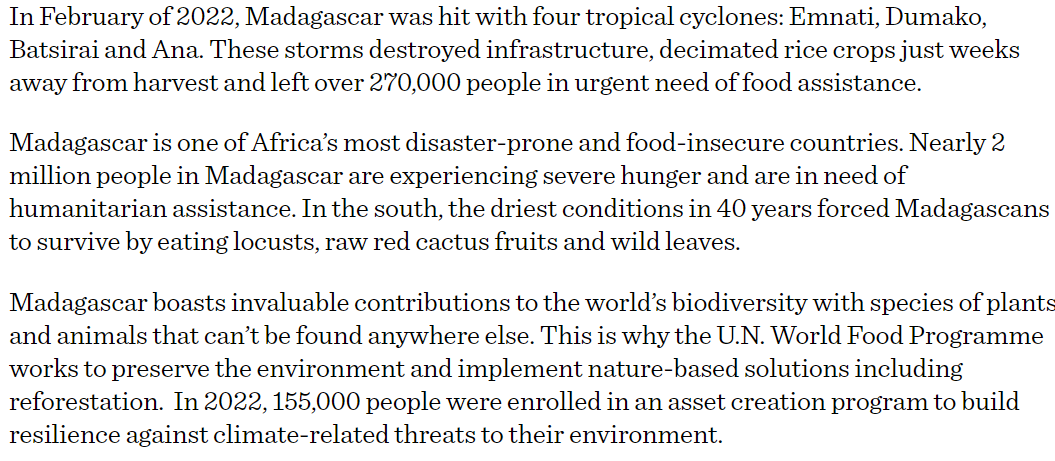 In February of 2022, Madagascar was hit with four tropical cyclones: Emnati, Dumako,
Batsirai and Ana. These storms destroyed infrastructure, decimated rice crops just weeks
away from harvest and left over 270,000 people in urgent need of food assistance.
Madagascar is one of Africa’s most disaster-prone and food-insecure countries. Nearly 2
million people in Madagascar are experiencing severe hunger and are in need of
humanitarian assistance. In the south, the driest conditions in 40 years forced Madagascans
to survive by eating locusts, raw red cactus fruits and wild leaves.
Madagascar boasts invaluable contributions to the world’s biodiversity with species of plants
and animals that can’t be found anywhere else. This is why the U.N. World Food Programme
works to preserve the environment and implement nature-based solutions including
reforestation.  In 2022, 155,000 people were enrolled in an asset creation program to build
resilience against climate-related threats to their environment.